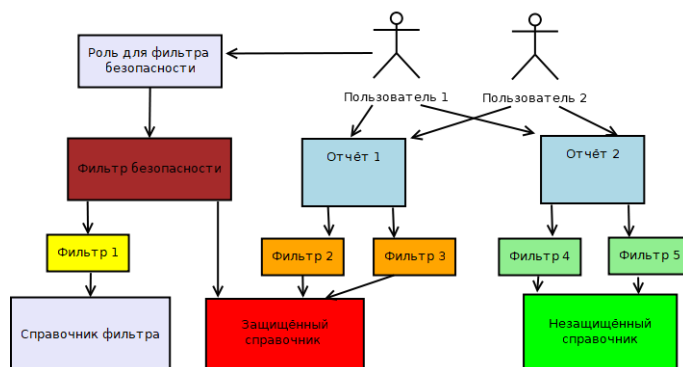 Роль для фильтра
безопасности
Пользователь 1
Пользователь 2
Фильтр безопасности
Отчёт 1
Отчёт 2
Фильтр 1
Фильтр 2
Фильтр 3
Фильтр 4
Фильтр 5
Справочник фильтра
Защищённый
справочник
Незащищённый
справочник